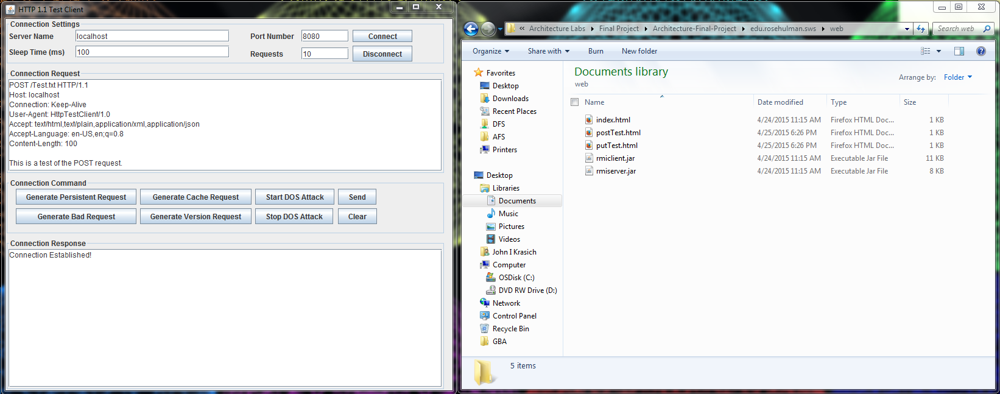 HTTP 1.1 Test Client
Connection Settings
Server Name localhost Port Number 8080 Connect
Sleep Time (ms) 100 Requests 10 Disconnect
Connection Request
POST /Test.txt HTTP/1.1
Host: localhost
Connection: Keep-Alive
User-Agent: HttpTestClient/1.0
Accept: text/html,text/plain,application/xml,application/json
Accept-Language: en-US,en;q=0.8
Content-Length: 100
This is a test of the POST request.
Connection Command
Generate Persistent Request Generate Cache Request Start DOS Attack Send
Generate Bad Request Generate Version Request Stop DOS Attack Clear
Connection Response
Connection Established!
« Architecture Labs Final Project Architecture-Final-Project edu.rosehulman.sws web Search web
Organize Share with Burn New folder
Favorites
Desktop
Downloads
Recent Places
DFS
AFS
Printers
Desktop
Libraries
Documents
Music
Pictures
Videos
John I Krasich
Computer
OSDisk (C:)
DVD RW Drive (D:)
Network
Control Panel
Recycle Bin
GBA
Documents library
web
Arrange by: Folder
Name Date modified Type Size
index.html 4/24/2015 11:15 AM Firefox HTML Doc... 1 KB
postTest.html 4/25/2015 6:26 PM Firefox HTML Doc... 1 KB
putTest.html 4/25/2015 6:26 PM Firefox HTML Doc... 1 KB
rmiclient.jar 4/24/2015 11:15 AM Executable Jar File 11 KB
rmiserver.jar 4/24/2015 11:15 AM Executable Jar File 8 KB
5 items